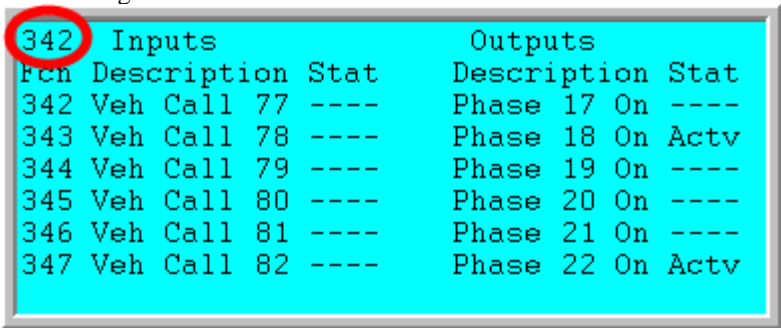 342 Inputs Outputs
Fcn Description Stat Description Stat
342 Veh Call 77 ---- Phase 17 On ----
343 Veh Call 78 ---- Phase 18 On Actv
344 Veh Call 79 ---- Phase 19 On ----
345 Veh Call 80 ---- Phase 20 On ----
346 Veh Call 81 ---- Phase 21 On ----
347 Veh Call 82 ---- Phase 22 On Actv